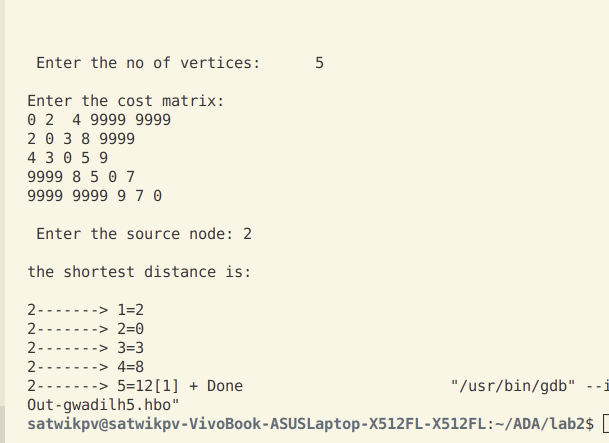 Enter the no of vertices:      5
Enter the cost matrix:
0 2  4 9999 9999
2 0 3 8 9999
4 3 0 5 9
9999 8 5 0 7
9999 9999 9 7 0
Enter the source node: 2
the shortest distance is:
2-------> 1=2
2-------> 2=0
2-------> 3=3
2-------> 4=8
2-------> 5=12[1] + Done                       "/usr/bin/gdb" --i
Out-gwadilh5.hbo"
satwikpv@satwikpv-VivoBook-ASUSLaptop-X512FL-X512FL:~/ADA/lab2$